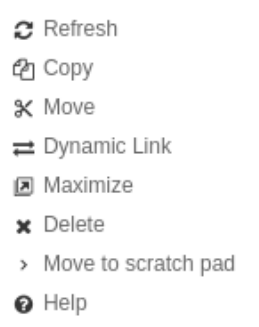 Refresh
Copy
Move
Dynamic Link
Maximize
Delete
Move to scratch pad
Help